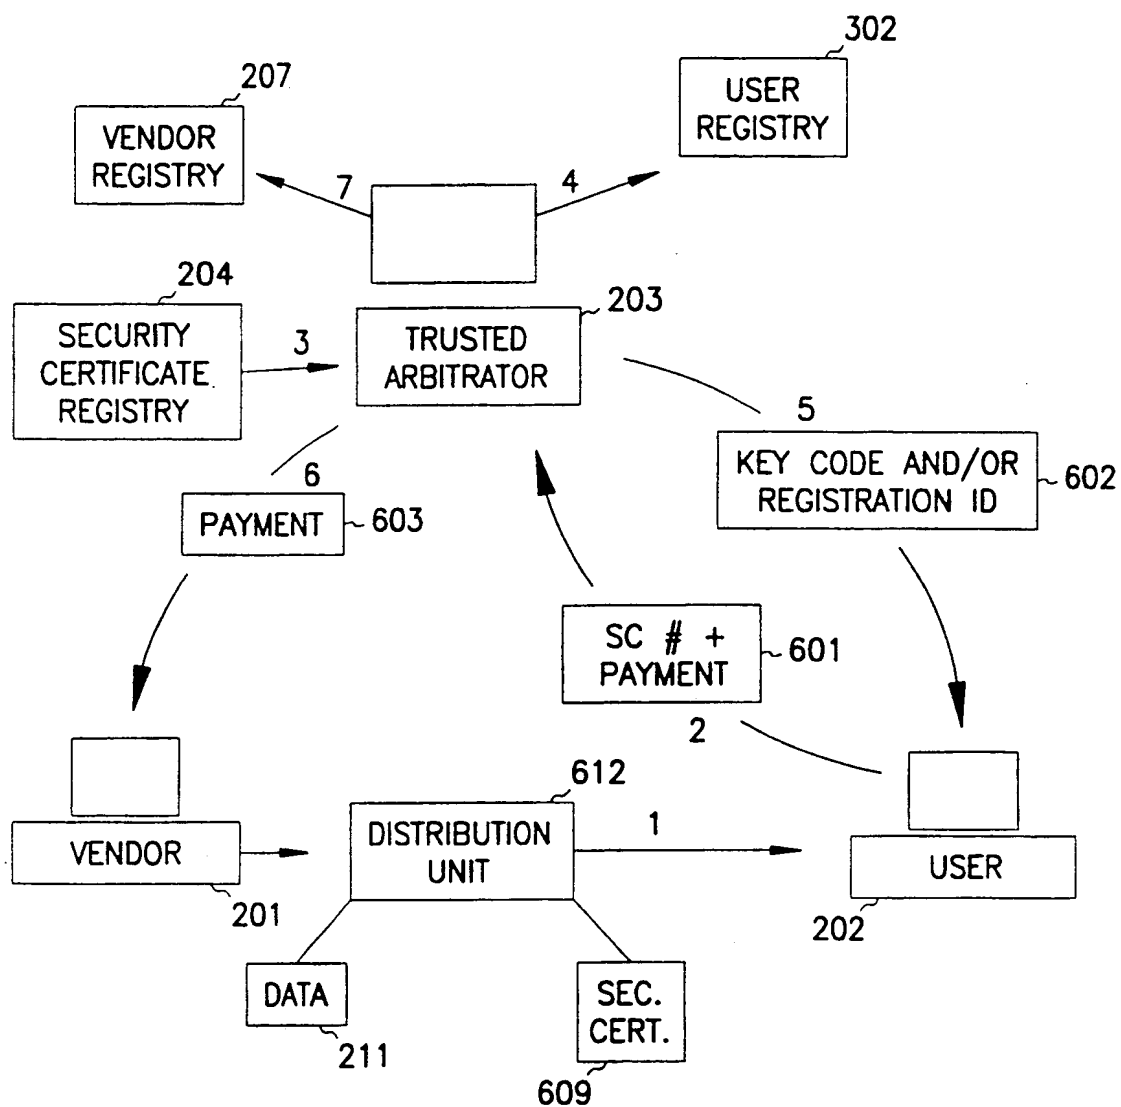 302
207
USER
REGISTRY
VENDOR
REGISTRY
7
4
204
203
SECURITY
CERTIFICATE
REGISTRY
3
TRUSTED
ARBITRATOR
5
KEY CODE AND/OR
REGISTRATION ID
602
6
PAYMENT
603
SC # +
PAYMENT
601
2
612
VENDOR
201
DISTRIBUTION
UNIT
1
USER
202
DATA
211
SEC.
CERT.
609